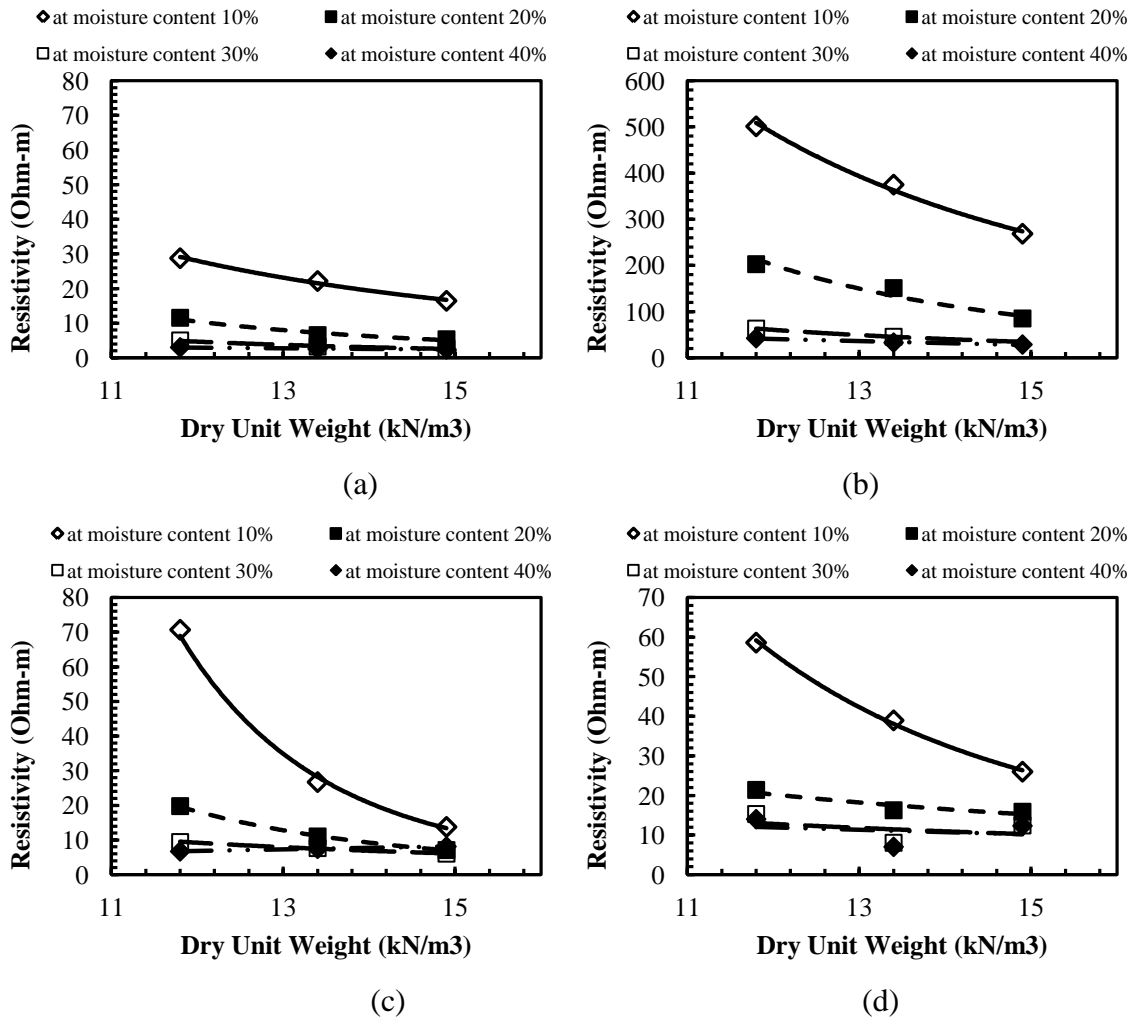 at moisture content 10% at moisture content 20%
at moisture content 30% at moisture content 40%
80
70
60
50
40
30
20
10
0
11 13 15
Resistivity (Ohm-m)
Dry Unit Weight (kN/m3)
(a)
at moisture content 10% at moisture content 20%
at moisture content 30% at moisture content 40%
600
500
400
300
200
100
0
11 13 15
Resistivity (Ohm-m)
Dry Unit Weight (kN/m3)
(b)
at moisture content 10% at moisture content 20%
at moisture content 30% at moisture content 40%
80
70
60
50
40
30
20
10
0
11 13 15
Resistivity (Ohm-m)
Dry Unit Weight (kN/m3)
(c)
at moisture content 10% at moisture content 20%
at moisture content 30% at moisture content 40%
70
60
50
40
30
20
10
0
11 13 15
Resistivity (Ohm-m)
Dry Unit Weight (kN/m3)
(d)